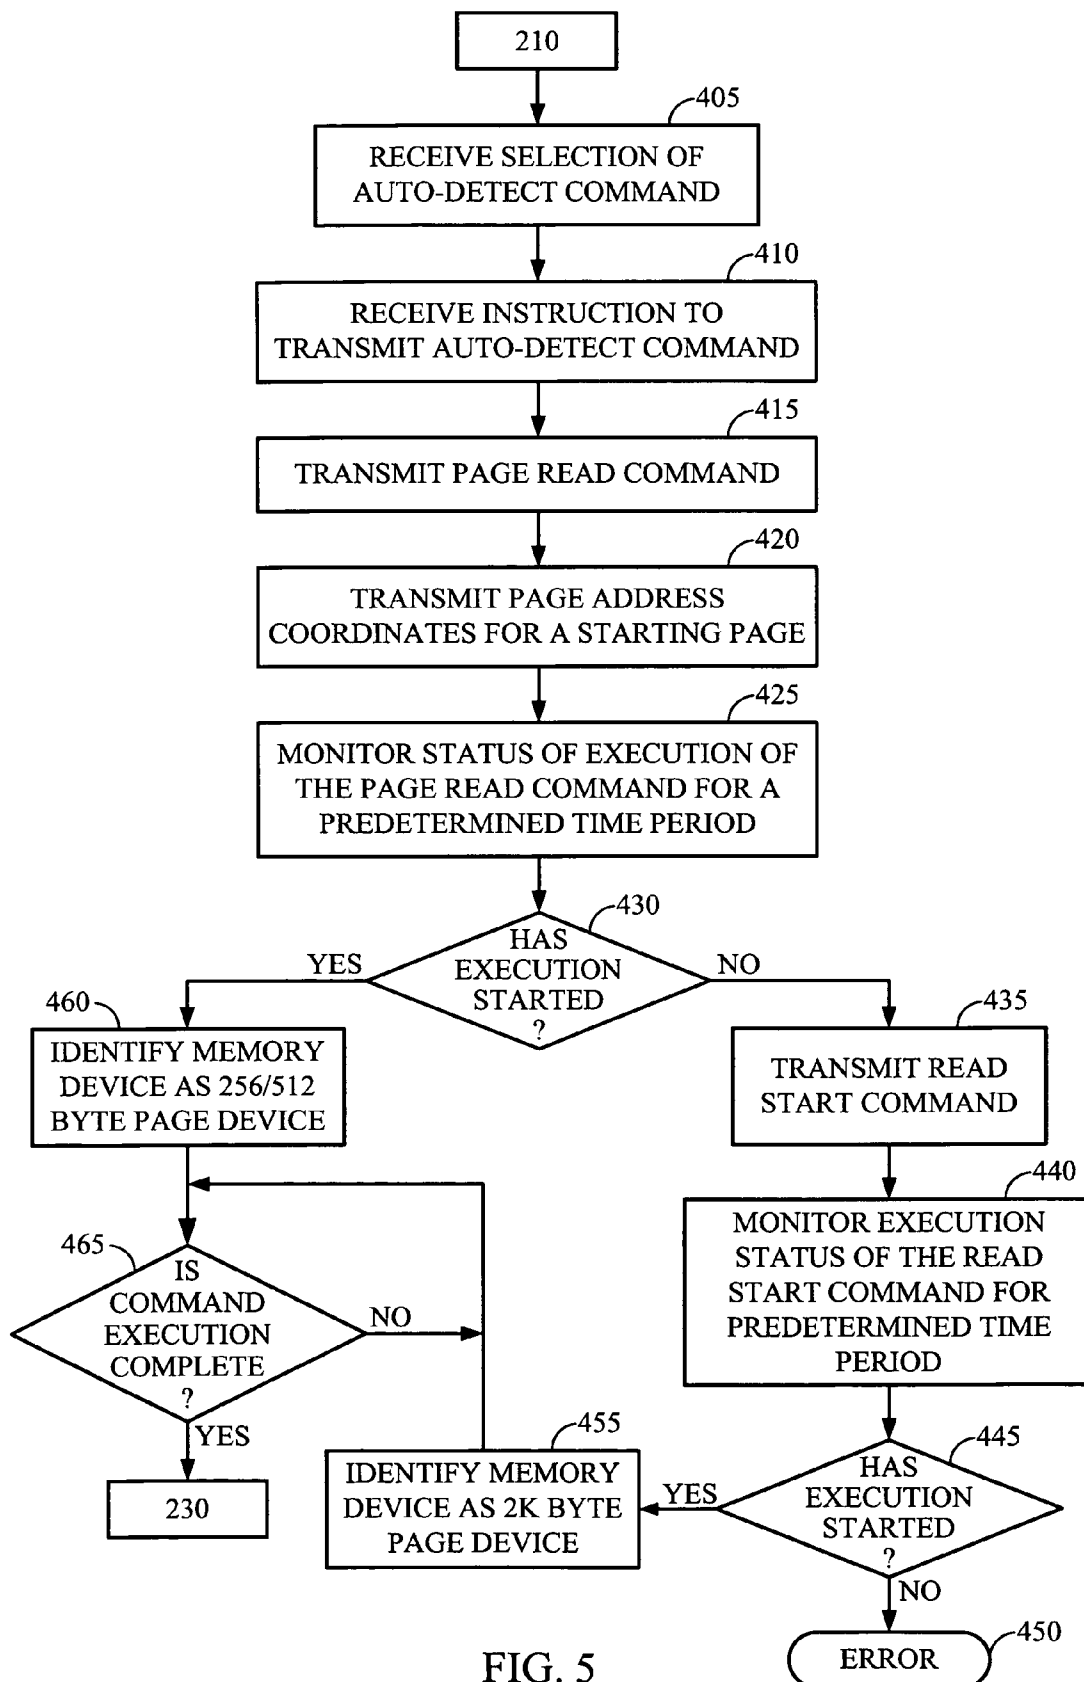 210
405
RECEIVE SELECTION OF
AUTO-DETECT COMMAND
410
RECEIVE INSTRUCTION TO
TRANSMIT AUTO-DETECT COMMAND
415
TRANSMIT PAGE READ COMMAND
420
TRANSMIT PAGE ADDRESS
COORDINATES FOR A STARTING PAGE
425
MONITOR STATUS OF EXECUTION OF
THE PAGE READ COMMAND FOR A
PREDETERMINED TIME PERIOD
430
HAS
EXECUTION
STARTED
?
YES
NO
460
IDENTIFY MEMORY
DEVICE AS 256/512
BYTE PAGE DEVICE
435
TRANSMIT READ
START COMMAND
440
MONITOR EXECUTION
STATUS OF THE READ
START COMMAND FOR
PREDETERMINED TIME
PERIOD
465
IS
COMMAND
EXECUTION
COMPLETE
?
NO
YES
230
455
IDENTIFY MEMORY
DEVICE AS 2K BYTE
PAGE DEVICE
445
HAS
EXECUTION
STARTED
?
YES
NO
450
ERROR
FIG. 5